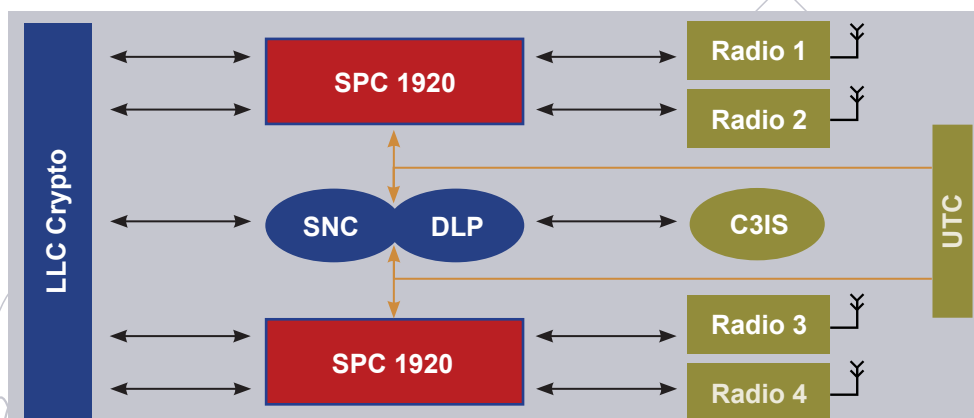 LLC Crypto
SPC 1920
Radio 1
Radio 2
SNC
DLP
C3IS
UTC
SPC 1920
Radio 3
Radio 4